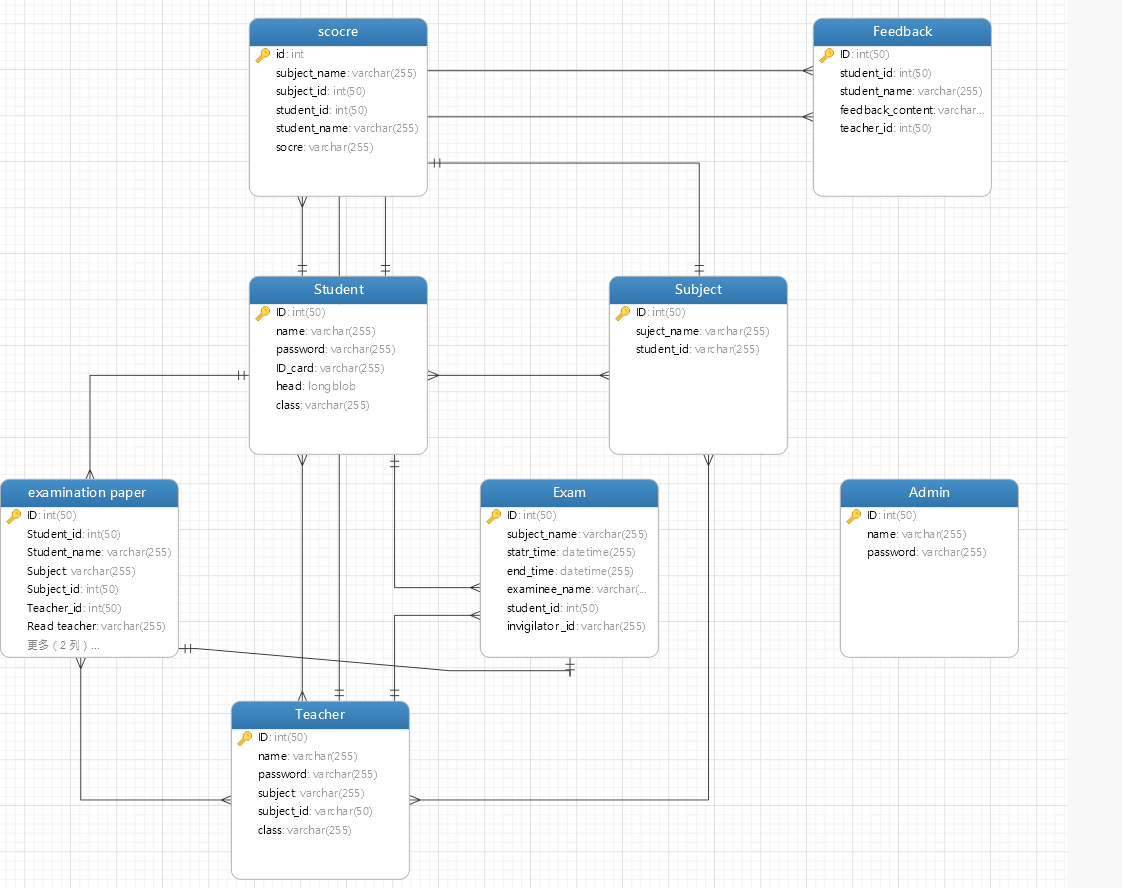 scocre
id: int
subject_name: varchar(255)
subject_id: int(50)
student_id: int(50)
student_name: varchar(255)
socre: varchar(255)
Feedback
ID: int(50)
student_id: int(50)
student_name: varchar(255)
feedback_content: varchar...
teacher_id: int(50)
Student
ID: int(50)
name: varchar(255)
password: varchar(255)
ID_card: varchar(255)
head: longblob
class: varchar(255)
Subject
ID: int(50)
suject_name: varchar(255)
student_id: varchar(255)
examination paper
ID: int(50)
Student_id: int(50)
Student_name: varchar(255)
Subject: varchar(255)
Subject_id: int(50)
Teacher_id: int(50)
Read teacher: varchar(255)
更多 ( 2 列 ) ...
Exam
ID: int(50)
subject_name: varchar(255)
statr_time: datetime(255)
end_time: datetime(255)
examinee_name: varchar(...
student_id: int(50)
invigilator_id: varchar(255)
Admin
ID: int(50)
name: varchar(255)
password: varchar(255)
Teacher
ID: int(50)
name: varchar(255)
password: varchar(255)
subject: varchar(255)
subject_id: varchar(50)
class: varchar(255)